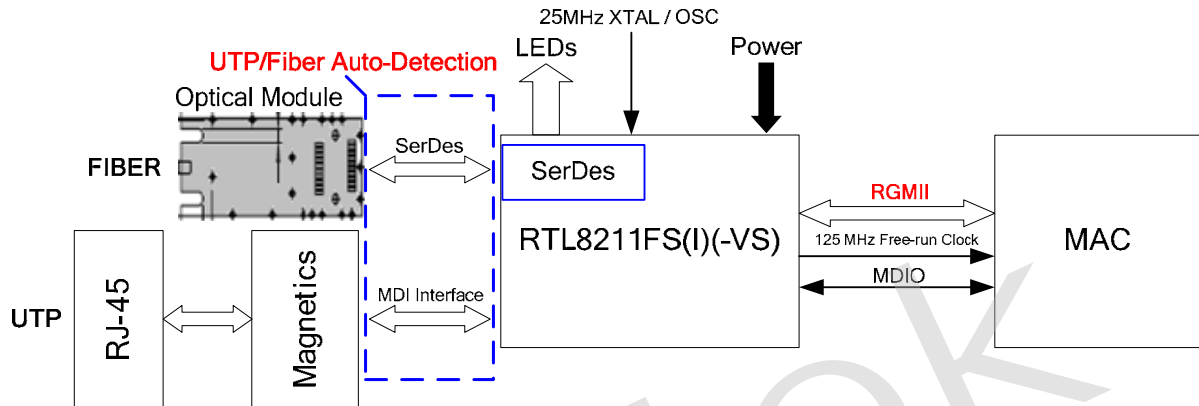 25MHz XTAL / OSC
LEDs
Power
UTP/Fiber Auto-Detection
Optical Module
SerDes
FIBER
SerDes
RGMII
RTL8211FS(I)(-VS)
125 MHz Free-run Clock
MAC
MDIO
MDI Interface
UTP
RJ-45
Magnetics